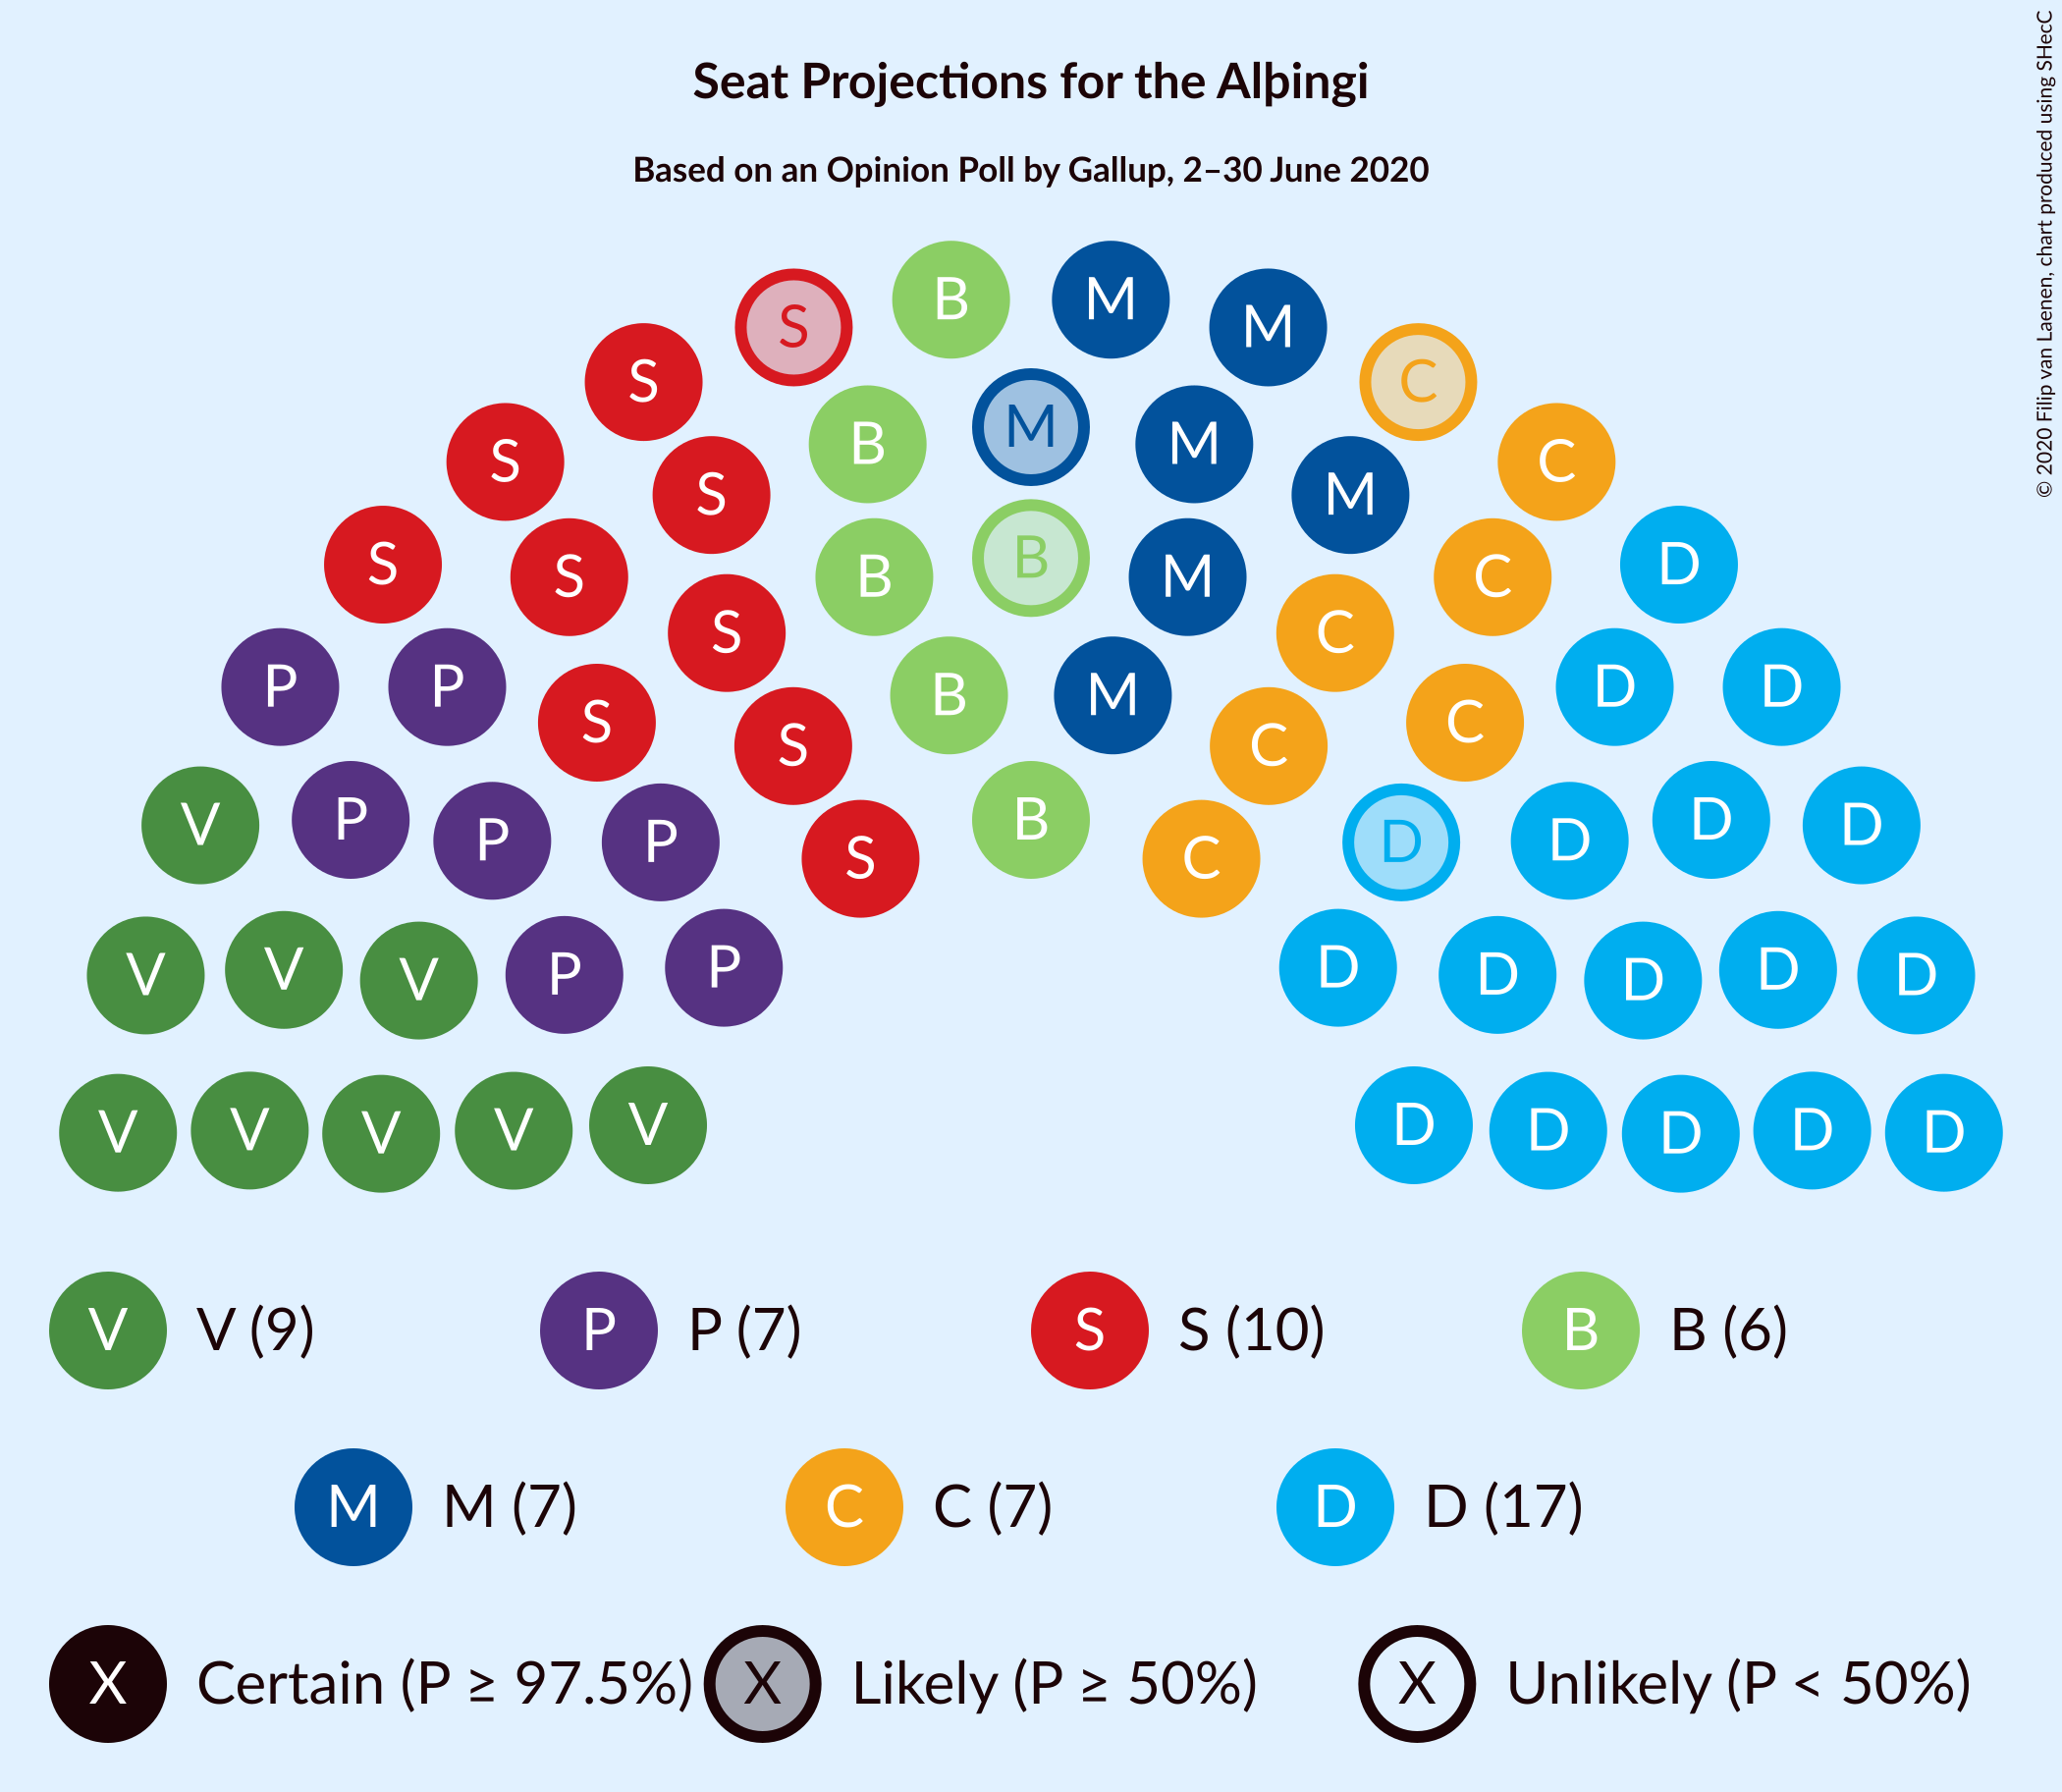 Seat Projections for the Alþingi
Based on an Opinion Poll by Gallup, 2–30 June 2020
© 2020 Filip van Laenen, chart produced using SHecC
B M
S M
S C
M
B M
S C
S M
B
S D
S B M C
S C
P P D D
B M
S C
S C
V P B D D
P P D D
S C
V V V P P D D D D D
V V V V V D D D D D
V V (9) P P (7) S S (10) B B (6)
M M (7) C C (7) D D (17)
X Certain (P ≥ 97.5%) X Likely (P ≥ 50%) X Unlikely (P < 50%)